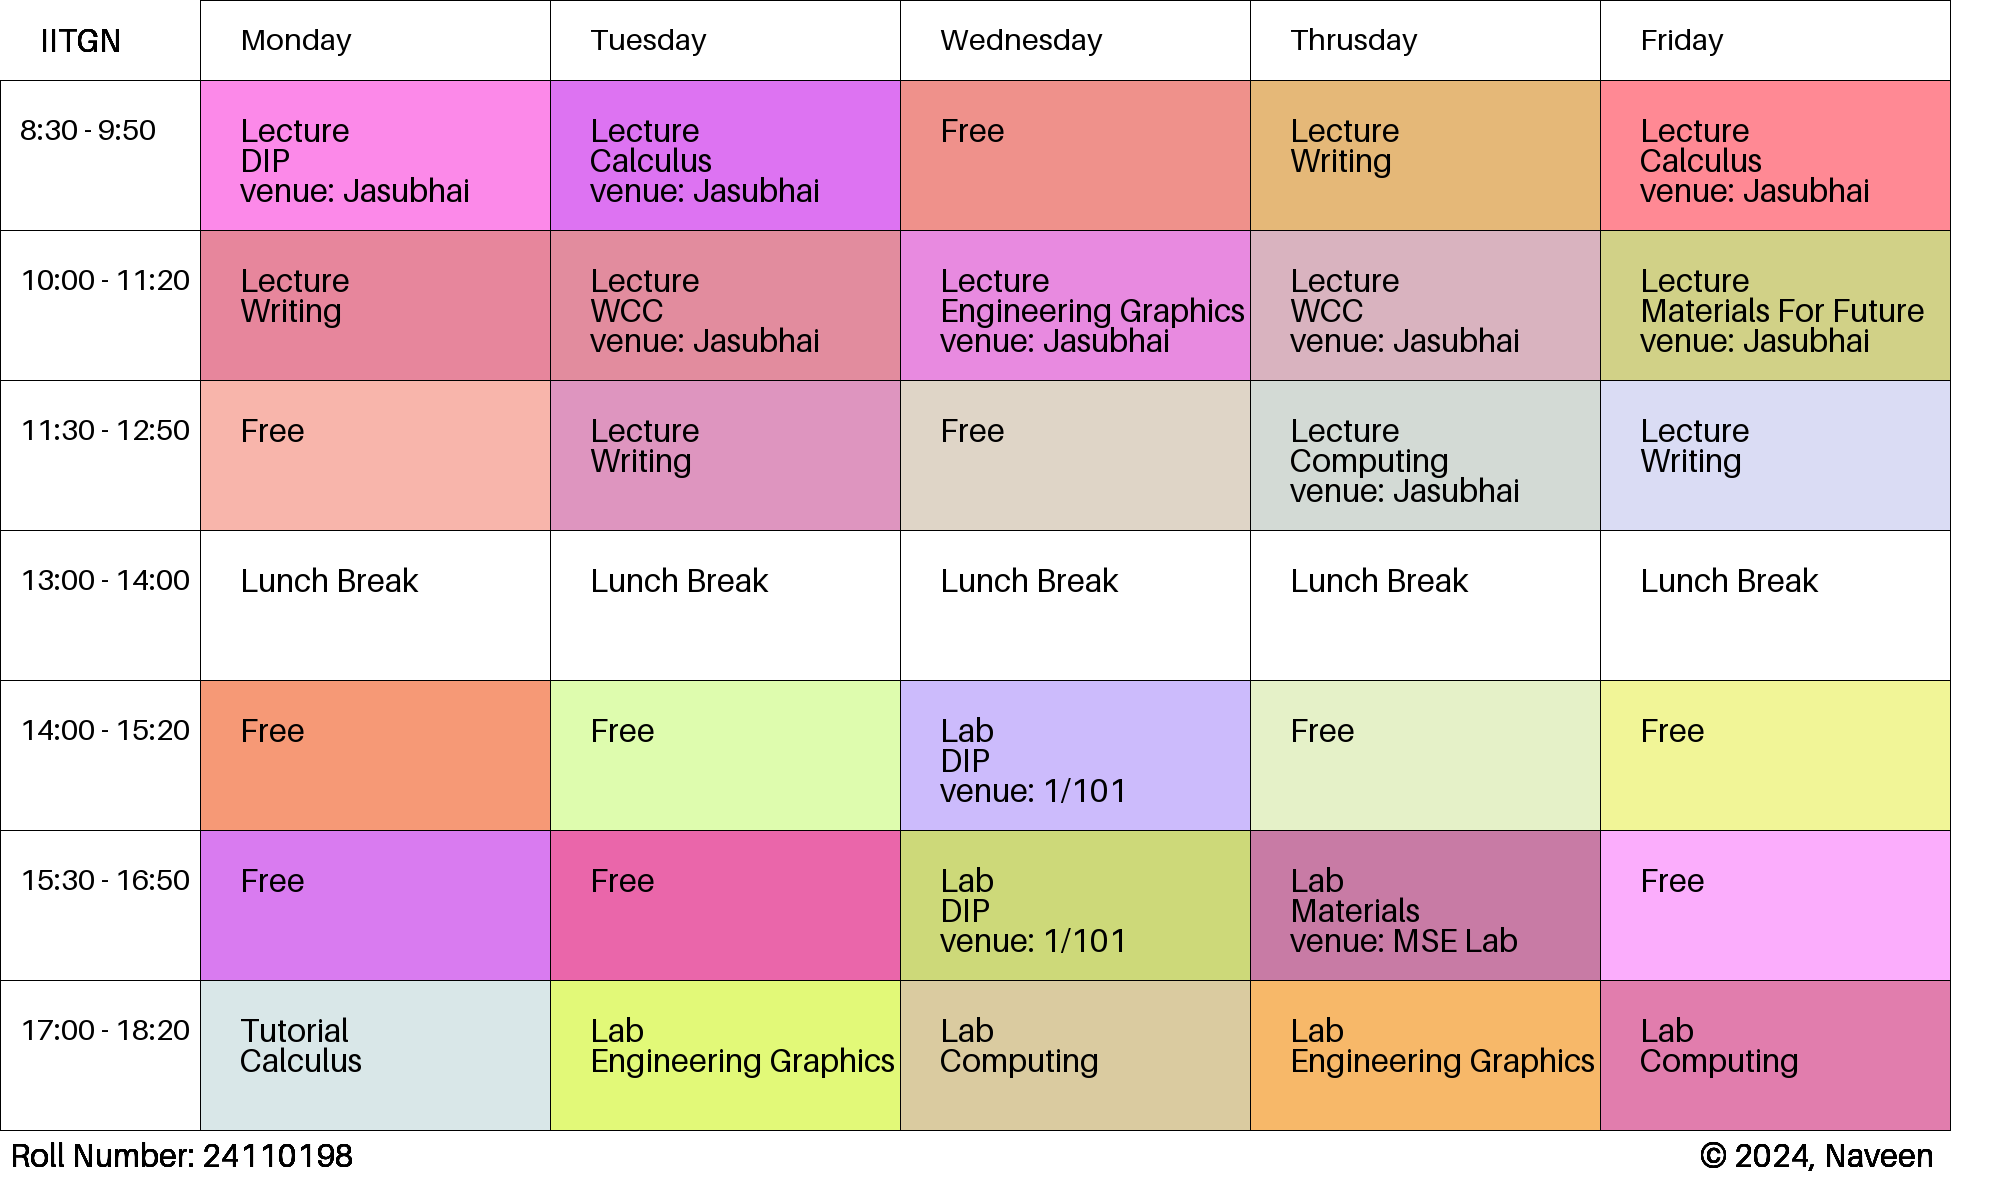 IITGN Monday Tuesday Wednesday Thrusday Friday
8:30 - 9:50
Lecture
DIP
venue: Jasubhai
Lecture
Calculus
venue: Jasubhai
Free
Lecture
Writing
Lecture
Calculus
venue: Jasubhai
10:00 - 11:20
Lecture
Writing
Lecture
WCC
venue: Jasubhai
Lecture
Engineering Graphics
venue: Jasubhai
Lecture
WCC
venue: Jasubhai
Lecture
Materials For Future
venue: Jasubhai
11:30 - 12:50
Free
Lecture
Writing
Free
Lecture
Computing
venue: Jasubhai
Lecture
Writing
13:00 - 14:00
Lunch Break
Lunch Break
Lunch Break
Lunch Break
Lunch Break
14:00 - 15:20
Free
Free
Lab
DIP
venue: 1/101
Free
Free
15:30 - 16:50
Free
Free
Lab
DIP
venue: 1/101
Lab
Materials
venue: MSE Lab
Free
17:00 - 18:20
Tutorial
Calculus
Lab
Engineering Graphics
Lab
Computing
Lab
Engineering Graphics
Lab
Computing
Roll Number: 24110198
© 2024, Naveen